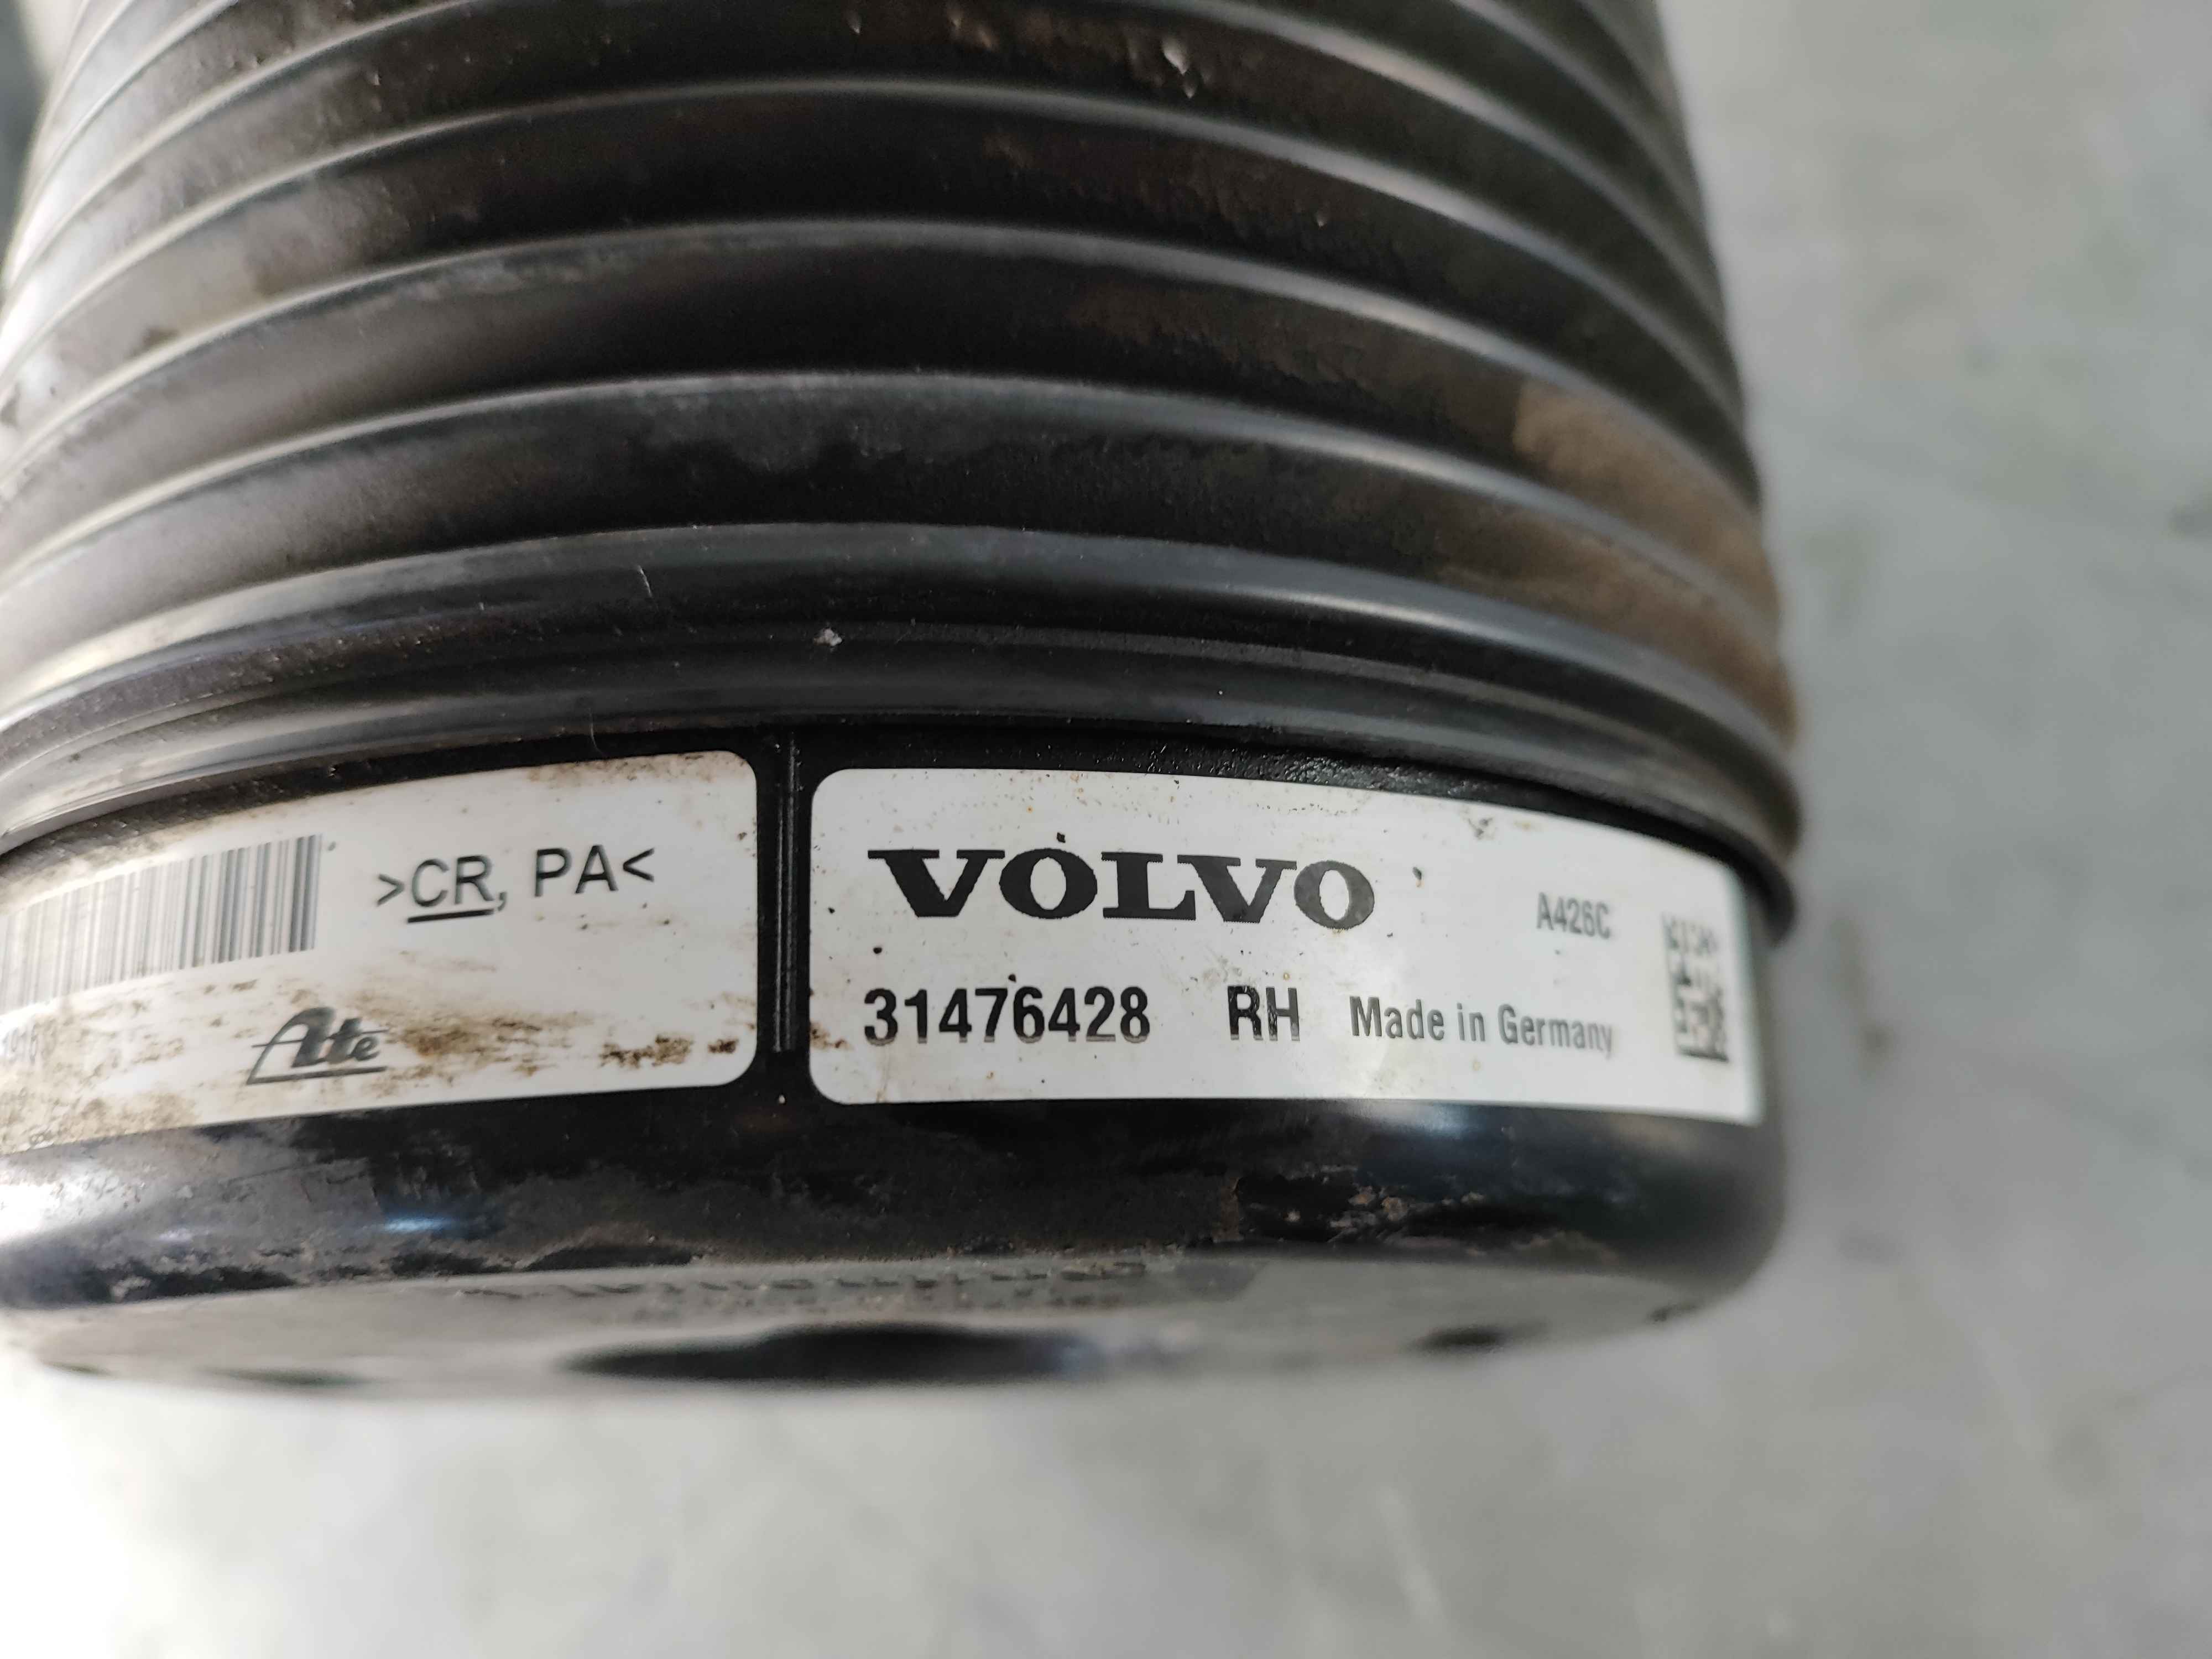 >CR, PA<
Ate
VOLVO
A426C
31476428 RH Made in Germany